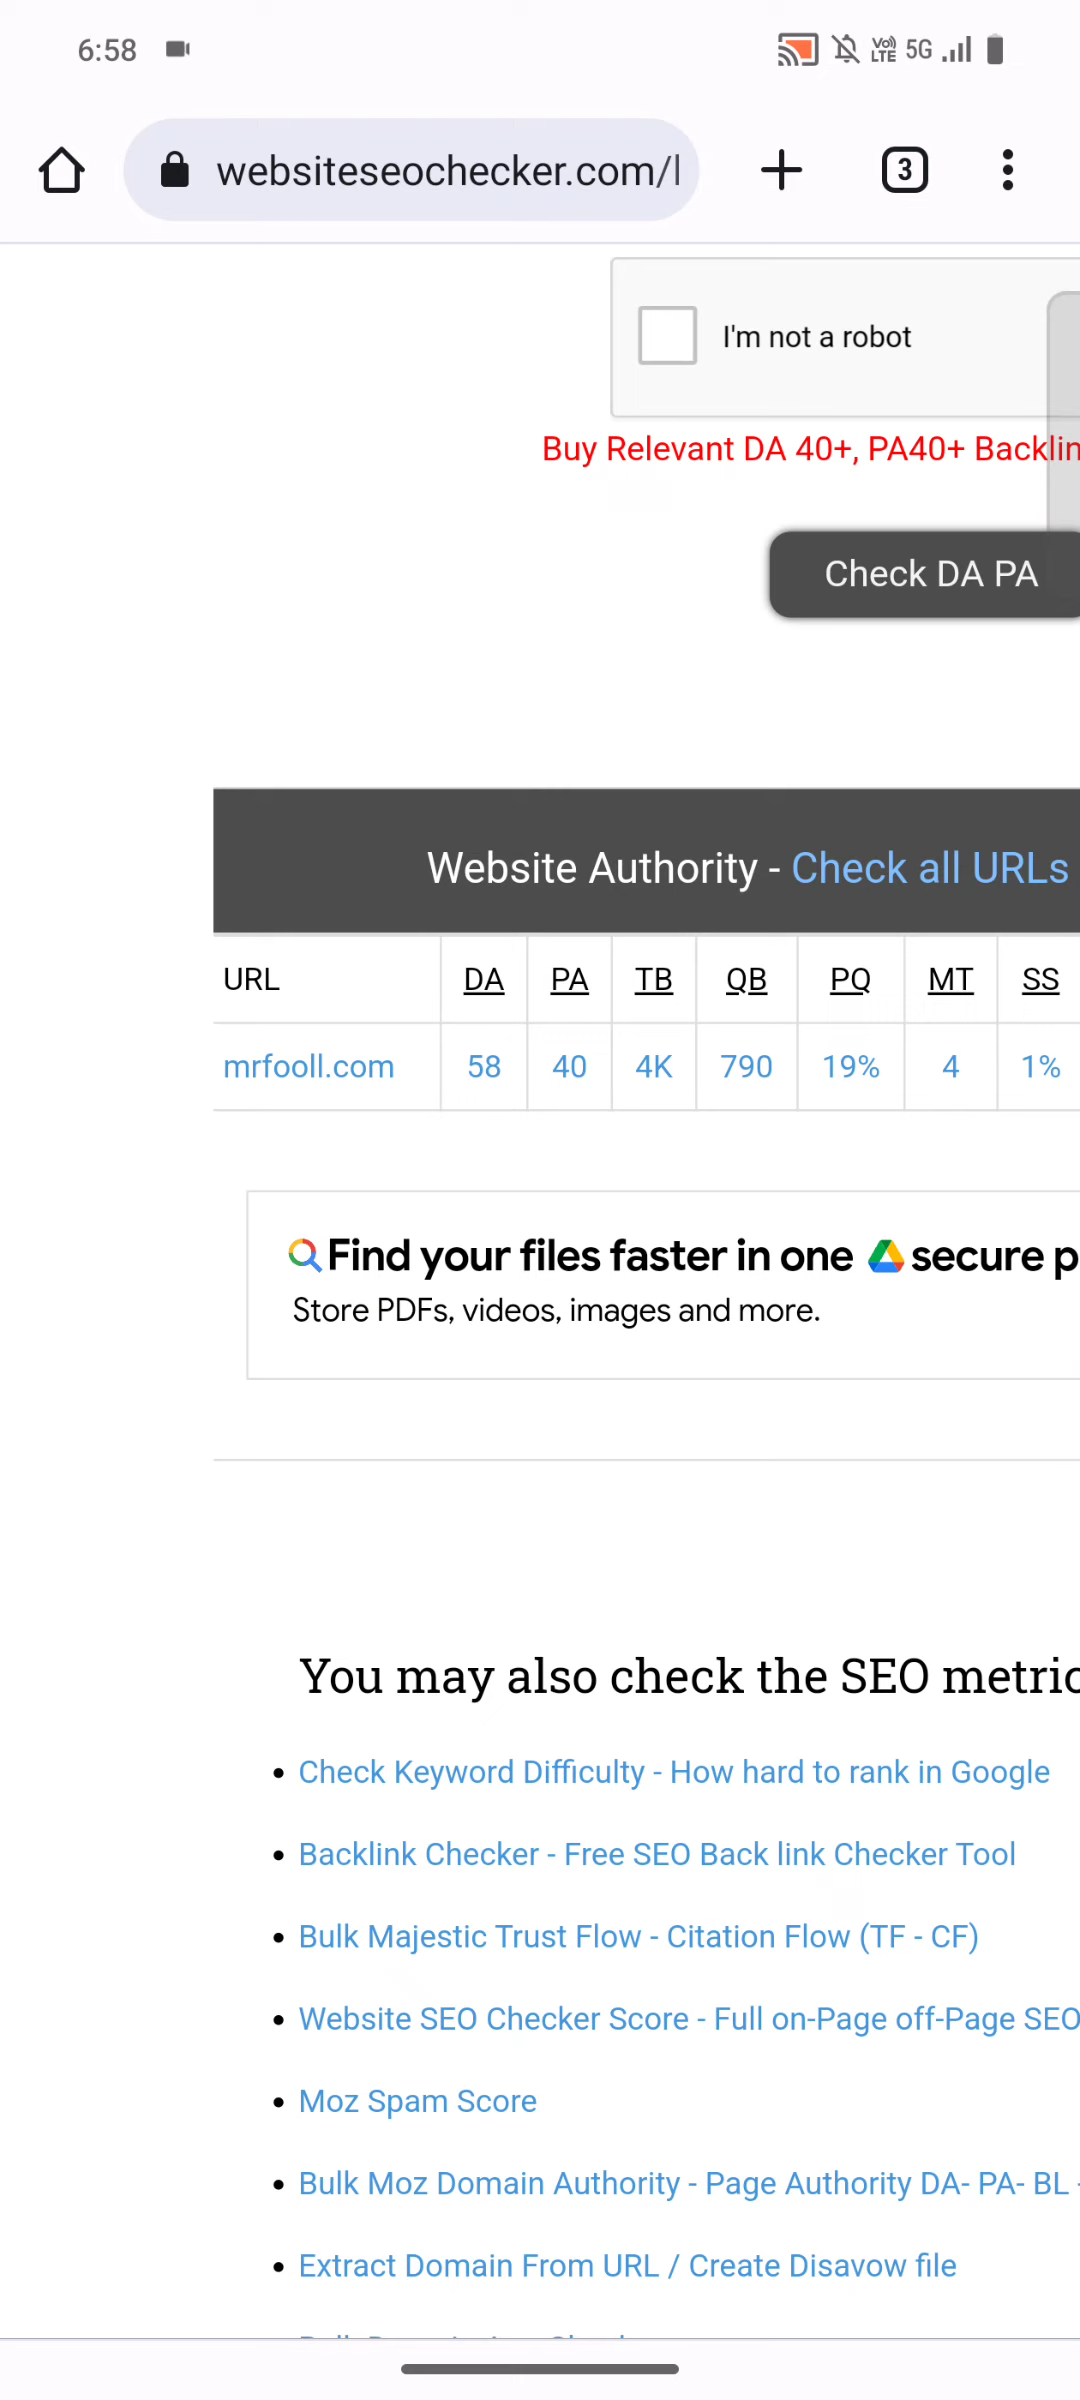 6:58
Vo)
LTE
5G
websiteseochecker.com/l
3
I'm not a robot
Buy Relevant DA 40+, PA40+ Backlin
Check DA PA
Website Authority - Check all URLs
URL DA PA TB QB PQ MT SS
mrfooll.com 58 40 4K 790 19% 4 1%
Find your files faster in one secure p
Store PDFs, videos, images and more.
You may also check the SEO metric
• Check Keyword Difficulty - How hard to rank in Google
• Backlink Checker - Free SEO Back link Checker Tool
• Bulk Majestic Trust Flow - Citation Flow (TF - CF)
• Website SEO Checker Score - Full on-Page off-Page SEO
• Moz Spam Score
• Bulk Moz Domain Authority - Page Authority DA- PA- BL -
• Extract Domain From URL / Create Disavow file